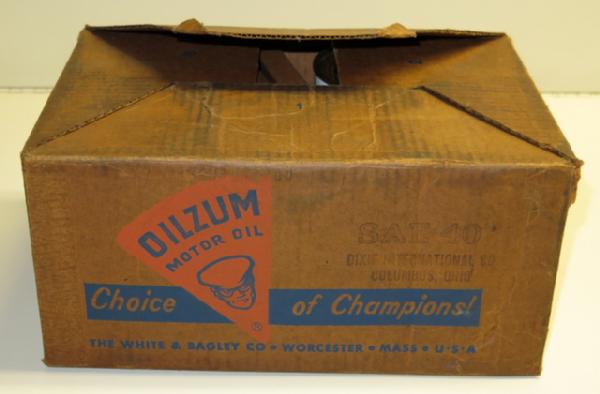 OILZUM
MOTOR OIL
SAE 40
DIXIE INTERNATIONAL CO
COLUMBUS, OHIO
Choice of Champions!
®
THE WHITE & BAGLEY CO • WORCESTER • MASS • U•S•A